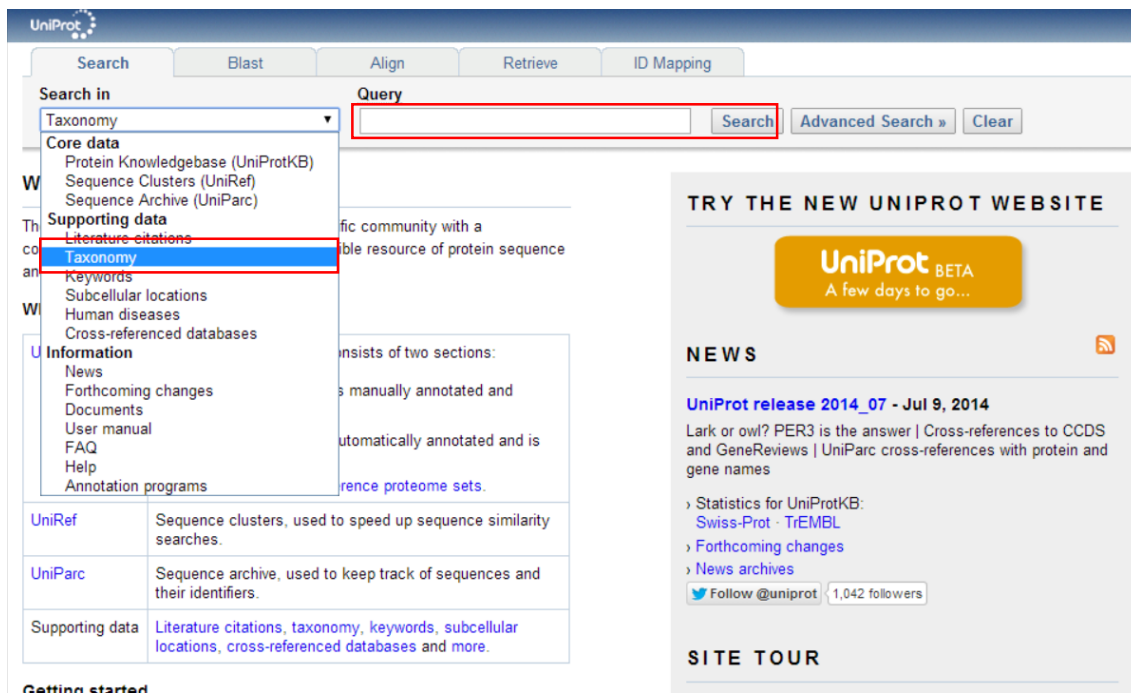 UniProt
Search Blast Align Retrieve ID Mapping
Search in Query
Taxonomy
Search Advanced Search » Clear
Core data
Protein Knowledgebase (UniProtKB)
Sequence Clusters (UniRef)
Sequence Archive (UniParc)
Supporting data
Literature citations
Taxonomy
Keywords
Subcellular locations
Human diseases
Cross-referenced databases
Information
News
Forthcoming changes
Documents
User manual
FAQ
Help
Annotation programs
W
Th fic community with a
co ible resource of protein sequence
an
W
U onsists of two sections:
s manually annotated and
utomatically annotated and is
erence proteome sets.
UniRef Sequence clusters, used to speed up sequence similarity
searches.
UniParc Sequence archive, used to keep track of sequences and
their identifiers.
Supporting data Literature citations, taxonomy, keywords, subcellular
locations, cross-referenced databases and more.
Getting started
TRY THE NEW UNIPROT WEBSITE
UniProt BETA
A few days to go...
NEWS
UniProt release 2014_07 - Jul 9, 2014
Lark or owl? PER3 is the answer | Cross-references to CCDS
and GeneReviews | UniParc cross-references with protein and
gene names
› Statistics for UniProtKB:
Swiss-Prot · TrEMBL
› Forthcoming changes
› News archives
Follow @uniprot 1,042 followers
SITE TOUR